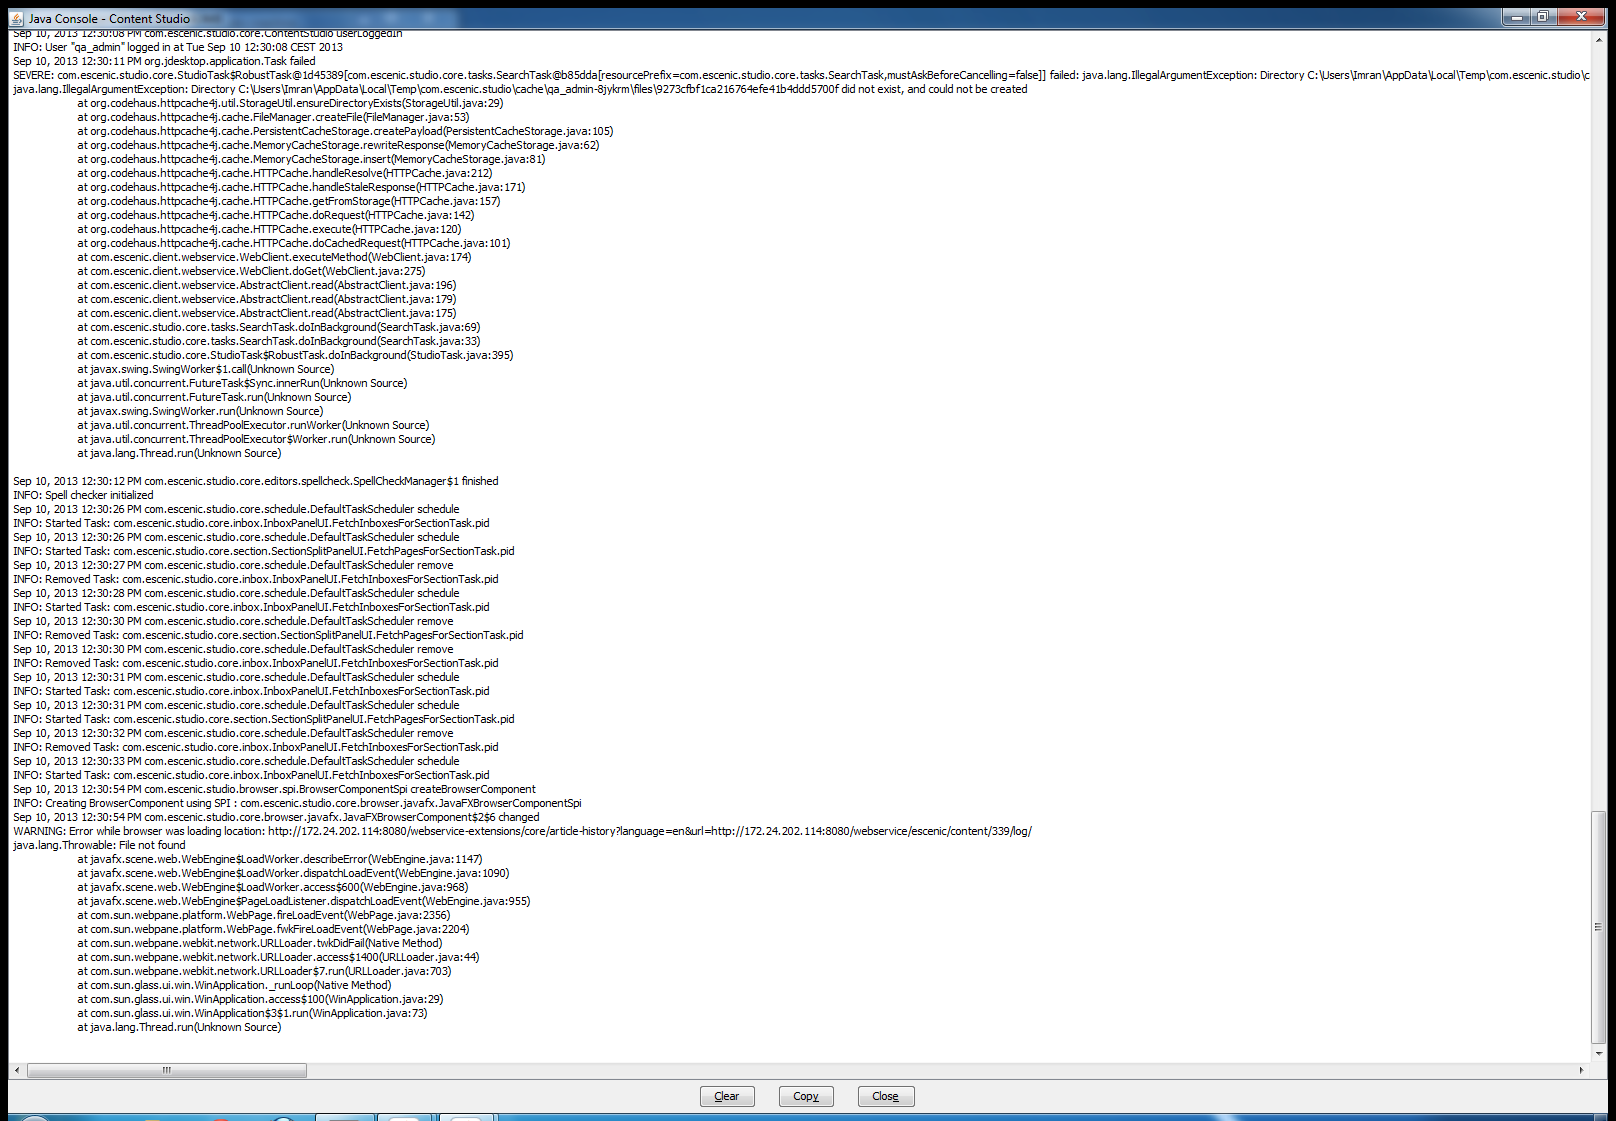 Java Console - Content Studio
Sep 10, 2013 12:30:08 PM com.escenic.studio.core.ContentStudio userLoggedIn
INFO: User "qa_admin" logged in at Tue Sep 10 12:30:08 CEST 2013
Sep 10, 2013 12:30:11 PM org.jdesktop.application.Task failed
SEVERE: com.escenic.studio.core.StudioTask$RobustTask@1d45389[com.escenic.studio.core.tasks.SearchTask@b85dda[resourcePrefix=com.escenic.studio.core.tasks.SearchTask,mustAskBeforeCancelling=false]] failed: java.lang.IllegalArgumentException: Directory C:\Users\Imran\AppData\Local\Temp\com.escenic.studio\c
java.lang.IllegalArgumentException: Directory C:\Users\Imran\AppData\Local\Temp\com.escenic.studio\cache\qa_admin-8jykrm\files\9273cfbf1ca216764efe41b4ddd5700f did not exist, and could not be created
at org.codehaus.httpcache4j.util.StorageUtil.ensureDirectoryExists(StorageUtil.java:29)
at org.codehaus.httpcache4j.cache.FileManager.createFile(FileManager.java:53)
at org.codehaus.httpcache4j.cache.PersistentCacheStorage.createPayload(PersistentCacheStorage.java:105)
at org.codehaus.httpcache4j.cache.MemoryCacheStorage.rewriteResponse(MemoryCacheStorage.java:62)
at org.codehaus.httpcache4j.cache.MemoryCacheStorage.insert(MemoryCacheStorage.java:81)
at org.codehaus.httpcache4j.cache.HTTPCache.handleResolve(HTTPCache.java:212)
at org.codehaus.httpcache4j.cache.HTTPCache.handleStaleResponse(HTTPCache.java:171)
at org.codehaus.httpcache4j.cache.HTTPCache.getFromStorage(HTTPCache.java:157)
at org.codehaus.httpcache4j.cache.HTTPCache.doRequest(HTTPCache.java:142)
at org.codehaus.httpcache4j.cache.HTTPCache.execute(HTTPCache.java:120)
at org.codehaus.httpcache4j.cache.HTTPCache.doCachedRequest(HTTPCache.java:101)
at com.escenic.client.webservice.WebClient.executeMethod(WebClient.java:174)
at com.escenic.client.webservice.WebClient.doGet(WebClient.java:275)
at com.escenic.client.webservice.AbstractClient.read(AbstractClient.java:196)
at com.escenic.client.webservice.AbstractClient.read(AbstractClient.java:179)
at com.escenic.client.webservice.AbstractClient.read(AbstractClient.java:175)
at com.escenic.studio.core.tasks.SearchTask.doInBackground(SearchTask.java:69)
at com.escenic.studio.core.tasks.SearchTask.doInBackground(SearchTask.java:33)
at com.escenic.studio.core.StudioTask$RobustTask.doInBackground(StudioTask.java:395)
at javax.swing.SwingWorker$1.call(Unknown Source)
at java.util.concurrent.FutureTask$Sync.innerRun(Unknown Source)
at java.util.concurrent.FutureTask.run(Unknown Source)
at javax.swing.SwingWorker.run(Unknown Source)
at java.util.concurrent.ThreadPoolExecutor.runWorker(Unknown Source)
at java.util.concurrent.ThreadPoolExecutor$Worker.run(Unknown Source)
at java.lang.Thread.run(Unknown Source)
Sep 10, 2013 12:30:12 PM com.escenic.studio.core.editors.spellcheck.SpellCheckManager$1 finished
INFO: Spell checker initialized
Sep 10, 2013 12:30:26 PM com.escenic.studio.core.schedule.DefaultTaskScheduler schedule
INFO: Started Task: com.escenic.studio.core.inbox.InboxPanelUI.FetchInboxesForSectionTask.pid
Sep 10, 2013 12:30:26 PM com.escenic.studio.core.schedule.DefaultTaskScheduler schedule
INFO: Started Task: com.escenic.studio.core.section.SectionSplitPanelUI.FetchPagesForSectionTask.pid
Sep 10, 2013 12:30:27 PM com.escenic.studio.core.schedule.DefaultTaskScheduler remove
INFO: Removed Task: com.escenic.studio.core.inbox.InboxPanelUI.FetchInboxesForSectionTask.pid
Sep 10, 2013 12:30:28 PM com.escenic.studio.core.schedule.DefaultTaskScheduler schedule
INFO: Started Task: com.escenic.studio.core.inbox.InboxPanelUI.FetchInboxesForSectionTask.pid
Sep 10, 2013 12:30:30 PM com.escenic.studio.core.schedule.DefaultTaskScheduler remove
INFO: Removed Task: com.escenic.studio.core.section.SectionSplitPanelUI.FetchPagesForSectionTask.pid
Sep 10, 2013 12:30:30 PM com.escenic.studio.core.schedule.DefaultTaskScheduler remove
INFO: Removed Task: com.escenic.studio.core.inbox.InboxPanelUI.FetchInboxesForSectionTask.pid
Sep 10, 2013 12:30:31 PM com.escenic.studio.core.schedule.DefaultTaskScheduler schedule
INFO: Started Task: com.escenic.studio.core.inbox.InboxPanelUI.FetchInboxesForSectionTask.pid
Sep 10, 2013 12:30:31 PM com.escenic.studio.core.schedule.DefaultTaskScheduler schedule
INFO: Started Task: com.escenic.studio.core.section.SectionSplitPanelUI.FetchPagesForSectionTask.pid
Sep 10, 2013 12:30:32 PM com.escenic.studio.core.schedule.DefaultTaskScheduler remove
INFO: Removed Task: com.escenic.studio.core.inbox.InboxPanelUI.FetchInboxesForSectionTask.pid
Sep 10, 2013 12:30:33 PM com.escenic.studio.core.schedule.DefaultTaskScheduler schedule
INFO: Started Task: com.escenic.studio.core.inbox.InboxPanelUI.FetchInboxesForSectionTask.pid
Sep 10, 2013 12:30:54 PM com.escenic.studio.browser.spi.BrowserComponentSpi createBrowserComponent
INFO: Creating BrowserComponent using SPI : com.escenic.studio.core.browser.javafx.JavaFXBrowserComponentSpi
Sep 10, 2013 12:30:54 PM com.escenic.studio.core.browser.javafx.JavaFXBrowserComponent$2$6 changed
WARNING: Error while browser was loading location: http://172.24.202.114:8080/webservice-extensions/core/article-history?language=en&url=http://172.24.202.114:8080/webservice/escenic/content/339/log/
java.lang.Throwable: File not found
at javafx.scene.web.WebEngine$LoadWorker.describeError(WebEngine.java:1147)
at javafx.scene.web.WebEngine$LoadWorker.dispatchLoadEvent(WebEngine.java:1090)
at javafx.scene.web.WebEngine$LoadWorker.access$600(WebEngine.java:968)
at javafx.scene.web.WebEngine$PageLoadListener.dispatchLoadEvent(WebEngine.java:955)
at com.sun.webpane.platform.WebPage.fireLoadEvent(WebPage.java:2356)
at com.sun.webpane.platform.WebPage.fwkFireLoadEvent(WebPage.java:2204)
at com.sun.webpane.webkit.network.URLLoader.twkDidFail(Native Method)
at com.sun.webpane.webkit.network.URLLoader.access$1400(URLLoader.java:44)
at com.sun.webpane.webkit.network.URLLoader$7.run(URLLoader.java:703)
at com.sun.glass.ui.win.WinApplication._runLoop(Native Method)
at com.sun.glass.ui.win.WinApplication.access$100(WinApplication.java:29)
at com.sun.glass.ui.win.WinApplication$3$1.run(WinApplication.java:73)
at java.lang.Thread.run(Unknown Source)
Clear Copy Close